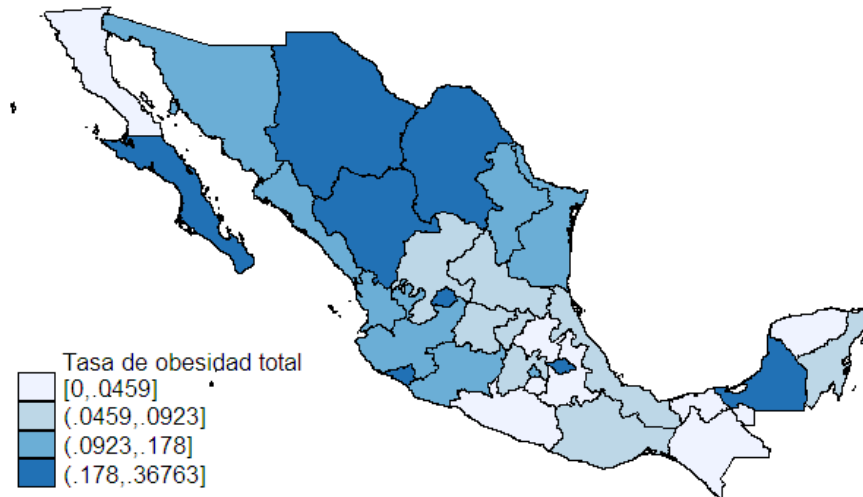 Tasa de obesidad total
[0,.0459]
(.0459,.0923]
(.0923,.178]
(.178,.36763]